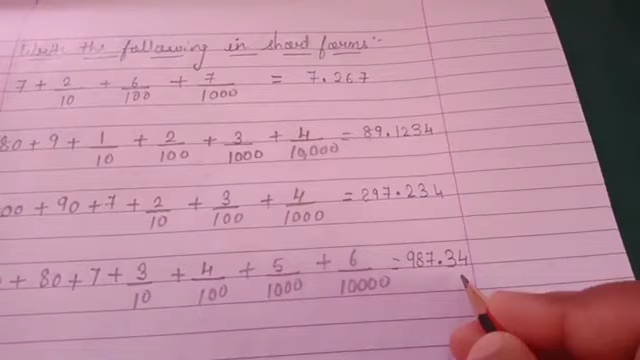 Write the following in short forms:-
7 + 2/10 + 6/100 + 7/1000 = 7.267
80 + 9 + 1/10 + 2/100 + 3/1000 + 4/10,000 = 89.1234
00 + 90 + 7 + 2/10 + 3/100 + 4/1000 = 297.234
+ 80 + 7 + 3/10 + 4/100 + 5/1000 + 6/10000 = 987.34